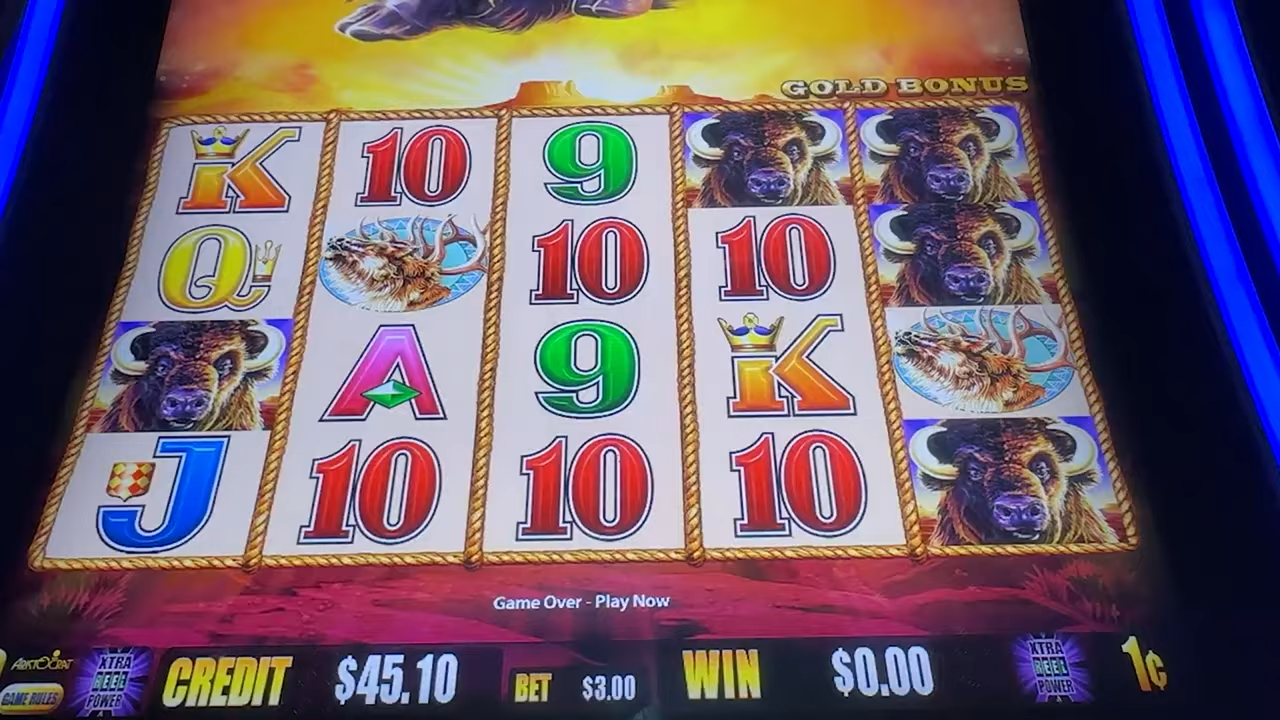 GOLD BONUS
K 10 9
Q 10 10
A 9 K
J 10 10 10
Game Over - Play Now
ARISTOCRAT
GAME RULES
XTRA
REEL
POWER
CREDIT $45.10
BET $3.00
WIN $0.00
XTRA
REEL
POWER
1¢